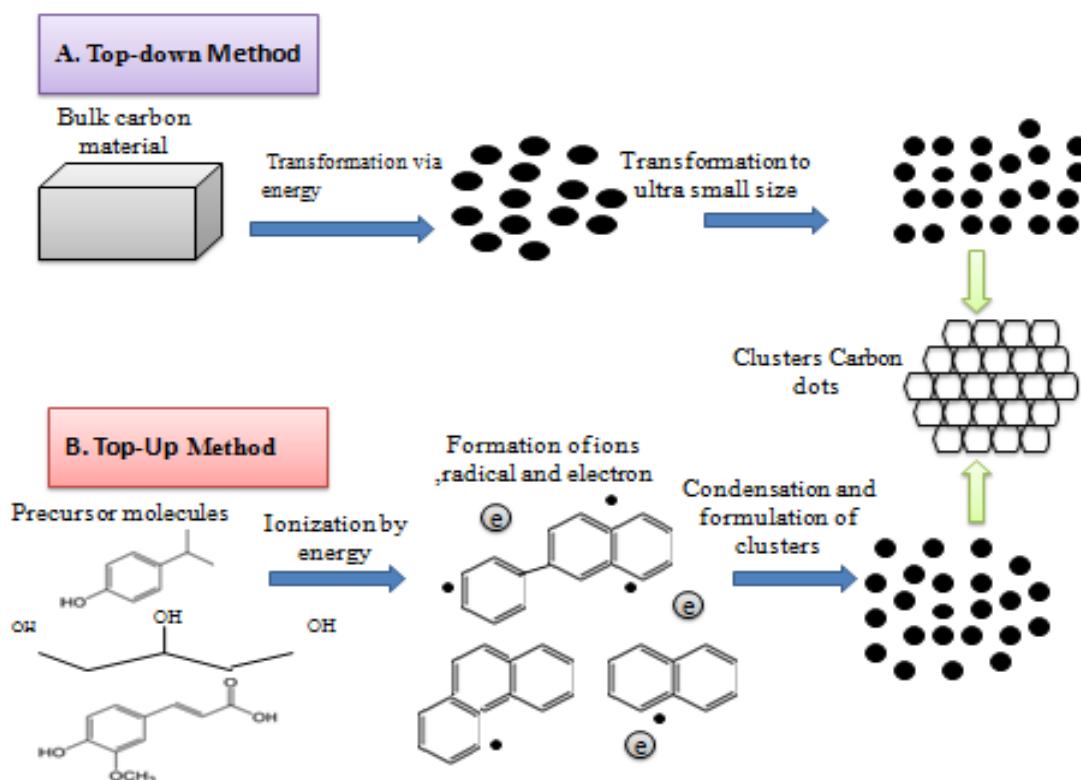 A. Top-down Method
Bulk carbon
material
Transformation via
energy
Transformation to
ultra small size
Clusters Carbon
dots
B. Top-Up Method
Precursor molecules
Ionization by
energy
Formation of ions
,radical and electron
Condensation and
formulation of
clusters
e
e
e
HO
OH
OH
OH
O
OH
HO
OCH₃